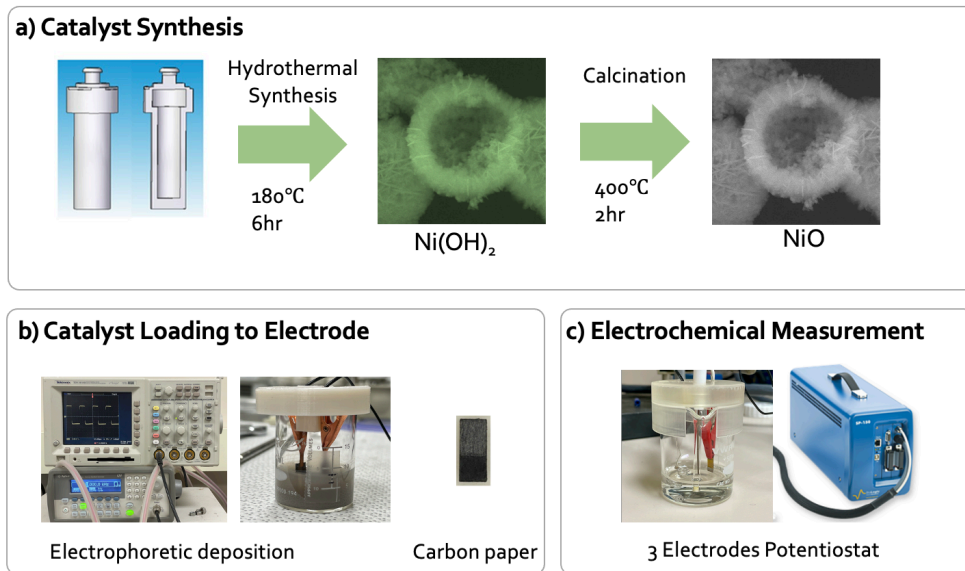 a) Catalyst Synthesis
Hydrothermal
Synthesis
180℃
6hr
Ni(OH)₂
Calcination
400℃
2hr
NiO
b) Catalyst Loading to Electrode
Electrophoretic deposition
Carbon paper
c) Electrochemical Measurement
3 Electrodes Potentiostat